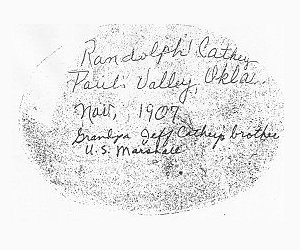 Randolph Cathey
Pauls Valley, Okla.
Nov, 1907
Grandpa Jeff Cathey's brother
U.S. Marshall